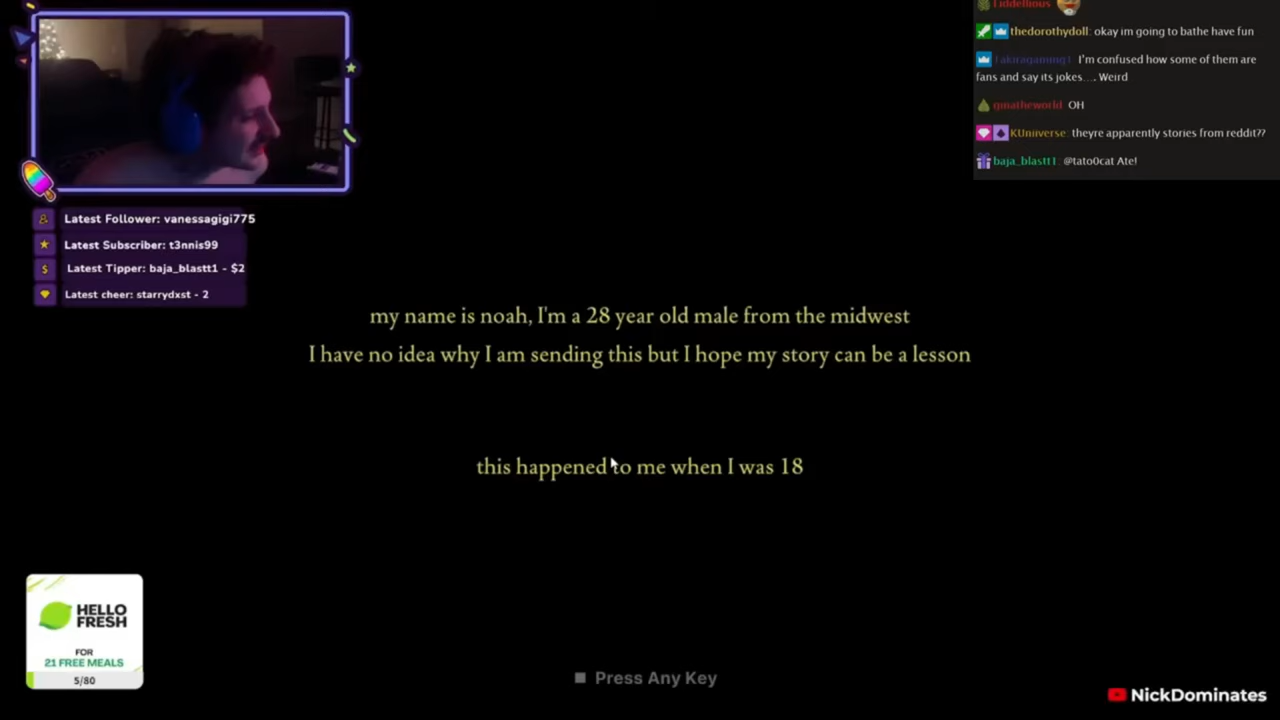 Liddellious
thedorothydoll: okay im going to bathe have fun
I'm confused how some of them are
fans and say its jokes.... Weird
ginatheworld OH
KUniiverse: theyre apparently stories from reddit??
baja_blastt1: @tato0cat Ate!
Latest Follower: vanessagigi775
Latest Subscriber: t3nnis99
Latest Tipper: baja_blastt1 - $2
Latest cheer: starrydxst - 2
my name is noah, I'm a 28 year old male from the midwest
I have no idea why I am sending this but I hope my story can be a lesson
this happened to me when I was 18
HELLO
FRESH
FOR
21 FREE MEALS
5/80
Press Any Key
NickDominates